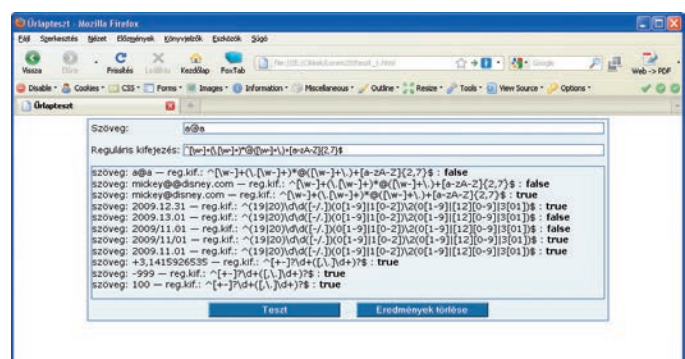 Űrlapteszt - Mozilla Firefox
Fájl Szerkesztés Nézet Előzmények Könyvjelzők Eszközök Súgó
Vissza Előre Frissítés Leállítás Kezdőlap FoxTab Google Web -> PDF
Disable Cookies CSS Forms Images Information Miscellaneous Outline Resize Tools View Source Options
Űrlapteszt
Szöveg: a@a
Reguláris kifejezés: ^[\w-]+(\.[\w-]+)*@([\w-]+\.)+[a-zA-Z]{2,7}$
szöveg: a@a — reg.kif.: ^[\w-]+(\.[\w-]+)*@([\w-]+\.)+[a-zA-Z]{2,7}$ : false
szöveg: mickey@@disney.com — reg.kif.: ^[\w-]+(\.[\w-]+)*@([\w-]+\.)+[a-zA-Z]{2,7}$ : false
szöveg: mickey@disney.com — reg.kif.: ^[\w-]+(\.[\w-]+)*@([\w-]+\.)+[a-zA-Z]{2,7}$ : true
szöveg: 2009.12.31 — reg.kif.: ^(19|20)\d\d([-/.])(0[1-9]|1[0-2])\2(0[1-9]|[12][0-9]|3[01])$ : true
szöveg: 2009.13.01 — reg.kif.: ^(19|20)\d\d([-/.])(0[1-9]|1[0-2])\2(0[1-9]|[12][0-9]|3[01])$ : false
szöveg: 2009/11.01 — reg.kif.: ^(19|20)\d\d([-/.])(0[1-9]|1[0-2])\2(0[1-9]|[12][0-9]|3[01])$ : false
szöveg: 2009/11/01 — reg.kif.: ^(19|20)\d\d([-/.])(0[1-9]|1[0-2])\2(0[1-9]|[12][0-9]|3[01])$ : true
szöveg: 2009.11.01 — reg.kif.: ^(19|20)\d\d([-/.])(0[1-9]|1[0-2])\2(0[1-9]|[12][0-9]|3[01])$ : true
szöveg: +3,1415926535 — reg.kif.: ^[+-]?\d+([,\.]\d+)?$ : true
szöveg: -999 — reg.kif.: ^[+-]?\d+([,\.]\d+)?$ : true
szöveg: 100 — reg.kif.: ^[+-]?\d+([,\.]\d+)?$ : true
Teszt Eredmények törlése